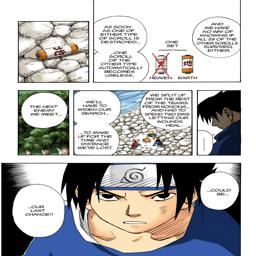 AS SOON
AS ONE OF
EITHER TYPE
OF SCROLL IS
DESTROYED...
...ONE
SCROLL
OF THE
OTHER TYPE
AUTOMATICALLY
BECOMES
USELESS.
ONE
SET
地
HEAVEN
EARTH
AND
WE HAVE
NO WAY OF
KNOWING IF
ALL 26 OF THE
OTHER SCROLLS
SURVIVED,
EITHER.
WE SPLIT UP
FROM THE REST
OF THE TEAMS
FROM KONOHA...
AND HAD
TO SPEND TWO
DAYS LETTING
OUR WOUNDS
HEAL...
WE'LL
HAVE TO
WIDEN OUR
SEARCH...
TO MAKE
UP FOR THE
TIME AND
DISTANCE
WE'VE LOST.
THE NEXT
ENEMY
WE MEET...
...COULD
BE...
...OUR
LAST
CHANCE!!